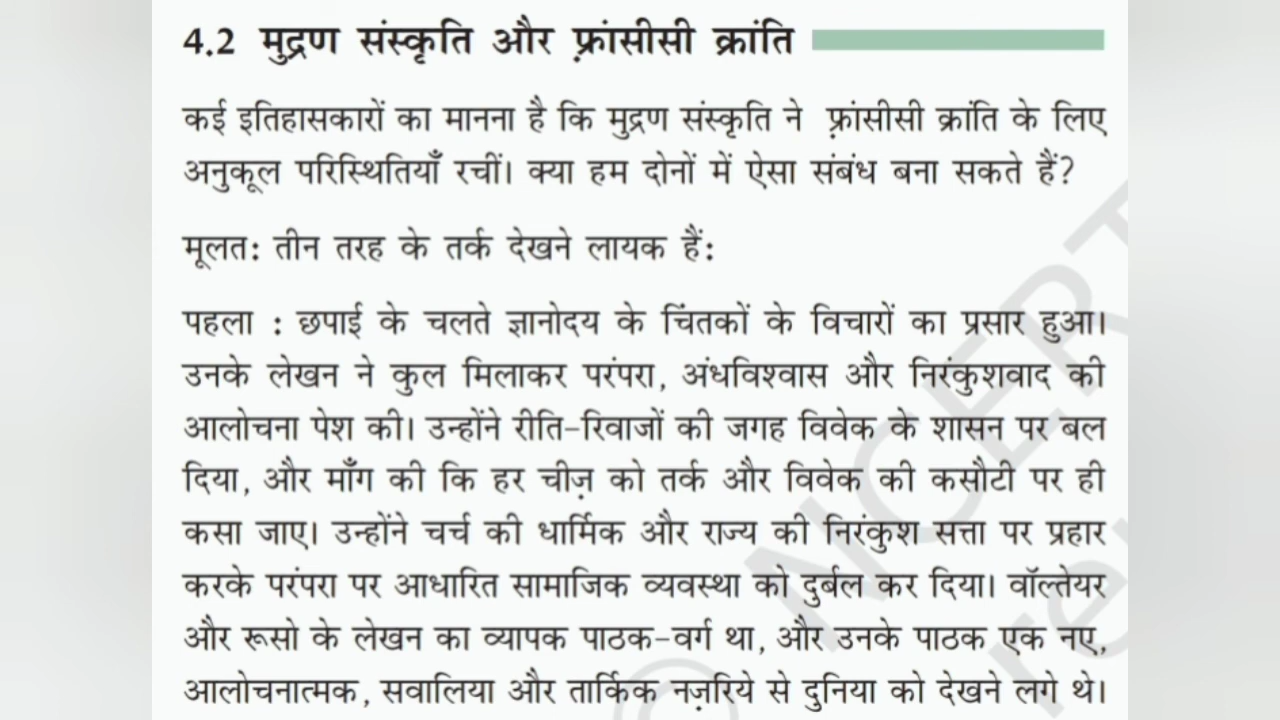 4.2 मुद्रण संस्कृति और फ़्रांसीसी क्रांति
कई इतिहासकारों का मानना है कि मुद्रण संस्कृति ने फ़्रांसीसी क्रांति के लिए
अनुकूल परिस्थितियाँ रचीं। क्या हम दोनों में ऐसा संबंध बना सकते हैं?
मूलत: तीन तरह के तर्क देखने लायक हैं:
पहला : छपाई के चलते ज्ञानोदय के चिंतकों के विचारों का प्रसार हुआ।
उनके लेखन ने कुल मिलाकर परंपरा, अंधविश्वास और निरंकुशवाद की
आलोचना पेश की। उन्होंने रीति-रिवाजों की जगह विवेक के शासन पर बल
दिया, और माँग की कि हर चीज़ को तर्क और विवेक की कसौटी पर ही
कसा जाए। उन्होंने चर्च की धार्मिक और राज्य की निरंकुश सत्ता पर प्रहार
करके परंपरा पर आधारित सामाजिक व्यवस्था को दुर्बल कर दिया। वॉल्तेयर
और रूसो के लेखन का व्यापक पाठक-वर्ग था, और उनके पाठक एक नए,
आलोचनात्मक, सवालिया और तार्किक नज़रिये से दुनिया को देखने लगे थे।
© NCERT
re